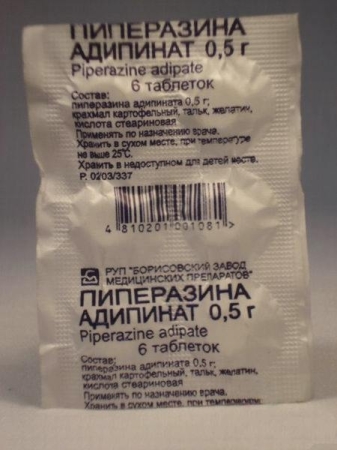 ПИПЕРАЗИНА
АДИПИНАТ 0,5 г
Piperazine adipate
6 таблеток
Состав:
пиперазина адипината 0,5 г;
крахмал картофельный, тальк, желатин,
кислота стеариновая
Применять по назначению врача.
Хранить в сухом месте, при температуре
не выше 25°С.
Хранить в недоступном для детей месте.
Р. 0203/337
4 810201 001081 >
РУП "БОРИСОВСКИЙ ЗАВОД
МЕДИЦИНСКИХ ПРЕПАРАТОВ"
ПИПЕРАЗИНА
АДИПИНАТ 0,5 г
Piperazine adipate
6 таблеток
Состав:
пиперазина адипината 0,5 г;
крахмал картофельный, тальк, желатин,
кислота стеариновая
Применять по назначению врача.
Хранить в сухом месте, при температуре